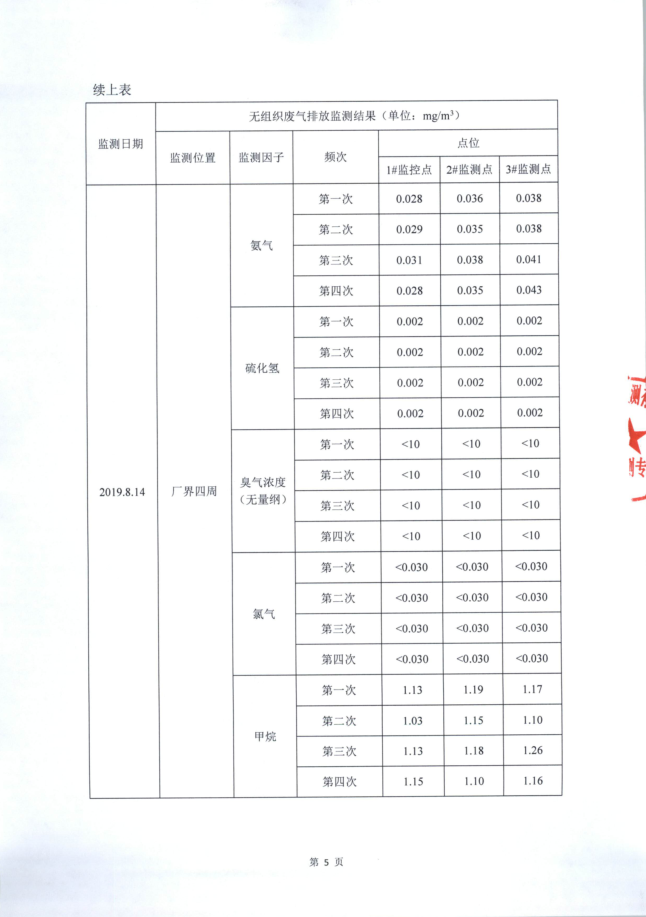 续上表
无组织废气排放监测结果（单位：mg/m³）
监测日期
监测位置 监测因子 频次 点位
1#监控点 2#监测点 3#监测点
2019.8.14 厂界四周
氨气
第一次 0.028 0.036 0.038
第二次 0.029 0.035 0.038
第三次 0.031 0.038 0.041
第四次 0.028 0.035 0.043
硫化氢
第一次 0.002 0.002 0.002
第二次 0.002 0.002 0.002
第三次 0.002 0.002 0.002
第四次 0.002 0.002 0.002
臭气浓度
（无量纲）
第一次 <10 <10 <10
第二次 <10 <10 <10
第三次 <10 <10 <10
第四次 <10 <10 <10
氯气
第一次 <0.030 <0.030 <0.030
第二次 <0.030 <0.030 <0.030
第三次 <0.030 <0.030 <0.030
第四次 <0.030 <0.030 <0.030
甲烷
第一次 1.13 1.19 1.17
第二次 1.03 1.15 1.10
第三次 1.13 1.18 1.26
第四次 1.15 1.10 1.16
测
专
第 5 页